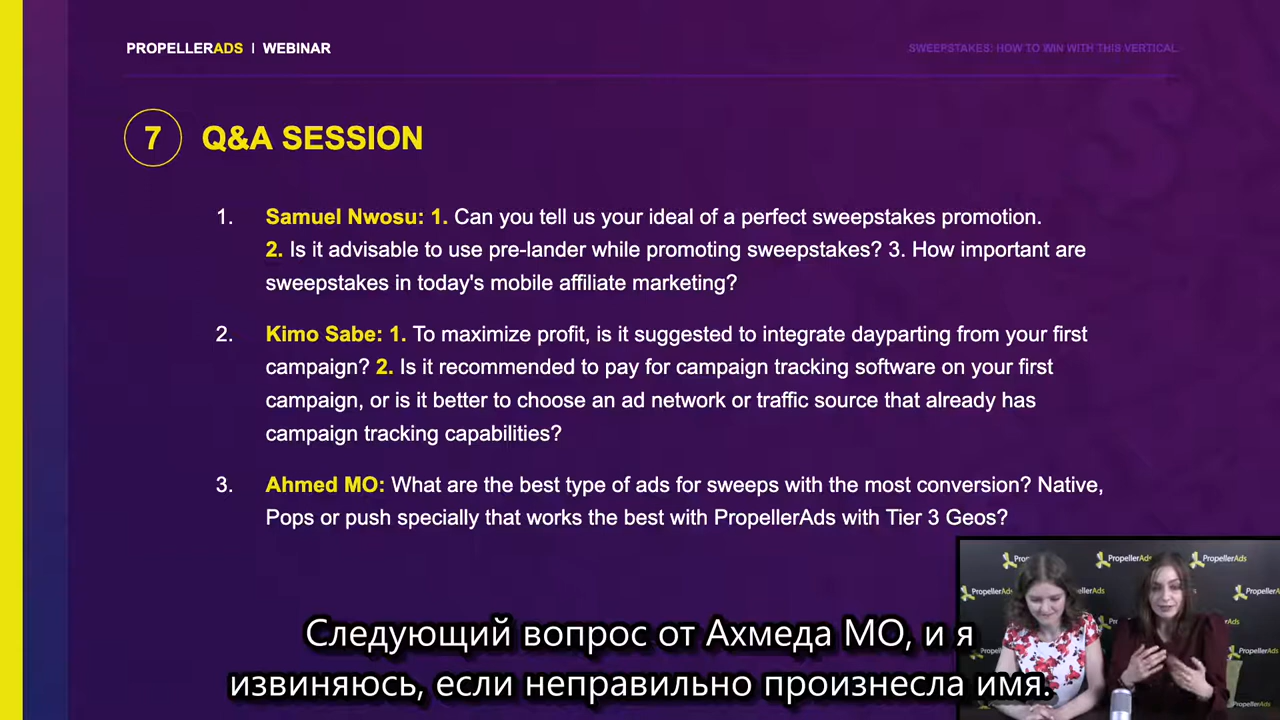 PROPELLERADS | WEBINAR
SWEEPSTAKES: HOW TO WIN WITH THIS VERTICAL
7 Q&A SESSION
1. Samuel Nwosu: 1. Can you tell us your ideal of a perfect sweepstakes promotion.
2. Is it advisable to use pre-lander while promoting sweepstakes? 3. How important are
sweepstakes in today's mobile affiliate marketing?
2. Kimo Sabe: 1. To maximize profit, is it suggested to integrate dayparting from your first
campaign? 2. Is it recommended to pay for campaign tracking software on your first
campaign, or is it better to choose an ad network or traffic source that already has
campaign tracking capabilities?
3. Ahmed MO: What are the best type of ads for sweeps with the most conversion? Native,
Pops or push specially that works the best with PropellerAds with Tier 3 Geos?
PropellerAds
PropellerAds
PropellerAds
Следующий вопрос от Ахмеда МО, и я
извиняюсь, если неправильно произнесла имя.